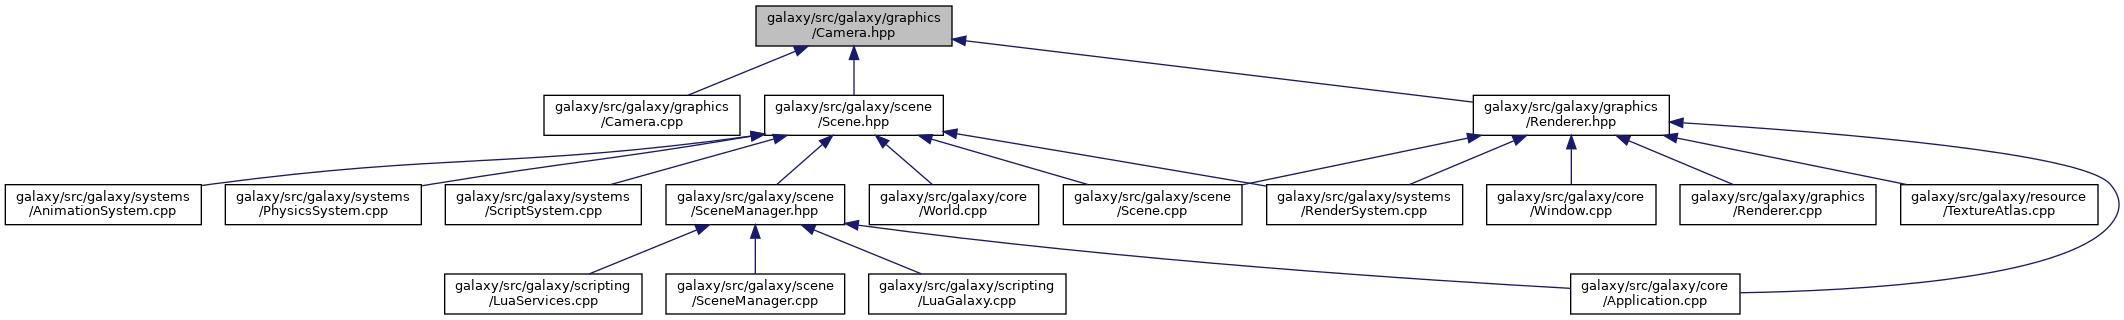 galaxy/src/galaxy/graphics
/Camera.hpp
galaxy/src/galaxy/graphics
/Camera.cpp
galaxy/src/galaxy/scene
/Scene.hpp
galaxy/src/galaxy/graphics
/Renderer.hpp
galaxy/src/galaxy/systems
/AnimationSystem.cpp
galaxy/src/galaxy/systems
/PhysicsSystem.cpp
galaxy/src/galaxy/systems
/ScriptSystem.cpp
galaxy/src/galaxy/scene
/SceneManager.hpp
galaxy/src/galaxy/core
/World.cpp
galaxy/src/galaxy/scene
/Scene.cpp
galaxy/src/galaxy/systems
/RenderSystem.cpp
galaxy/src/galaxy/core
/Window.cpp
galaxy/src/galaxy/graphics
/Renderer.cpp
galaxy/src/galaxy/resource
/TextureAtlas.cpp
galaxy/src/galaxy/scripting
/LuaServices.cpp
galaxy/src/galaxy/scene
/SceneManager.cpp
galaxy/src/galaxy/scripting
/LuaGalaxy.cpp
galaxy/src/galaxy/core
/Application.cpp